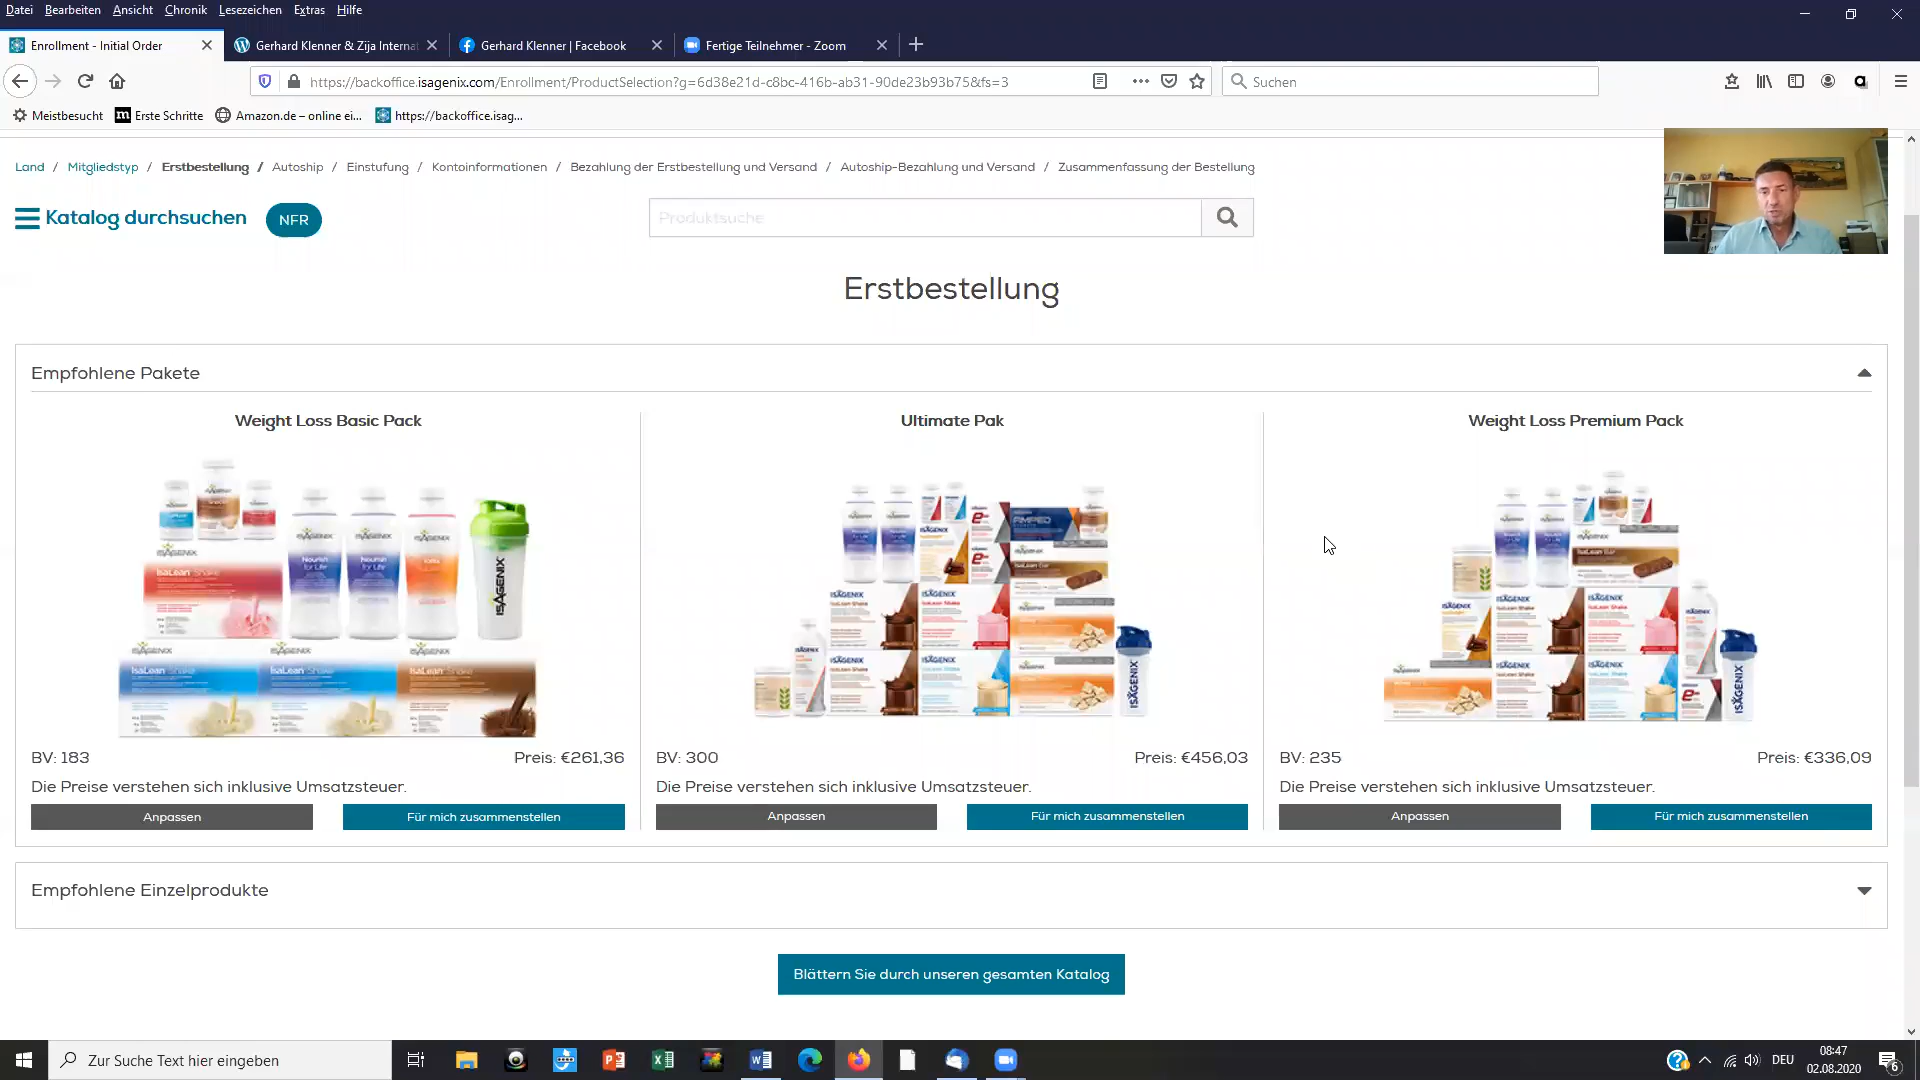 Datei Bearbeiten Ansicht Chronik Lesezeichen Extras Hilfe
Enrollment - Initial Order
Gerhard Klenner & Zija Interna
Gerhard Klenner | Facebook
Fertige Teilnehmer - Zoom
https://backoffice.isagenix.com/Enrollment/ProductSelection?g=6d38e21d-c8bc-416b-ab31-90de23b93b75&fs=3
Suchen
Meistbesucht
Erste Schritte
Amazon.de – online ei...
https://backoffice.isag...
Land / Mitgliedstyp / Erstbestellung / Autoship / Einstufung / Kontoinformationen / Bezahlung der Erstbestellung und Versand / Autoship-Bezahlung und Versand / Zusammenfassung der Bestellung
Katalog durchsuchen
NFR
Produktsuche
Erstbestellung
Empfohlene Pakete
Weight Loss Basic Pack
Ultimate Pak
Weight Loss Premium Pack
BV: 183
Preis: €261,36
BV: 300
Preis: €456,03
BV: 235
Preis: €336,09
Die Preise verstehen sich inklusive Umsatzsteuer.
Die Preise verstehen sich inklusive Umsatzsteuer.
Die Preise verstehen sich inklusive Umsatzsteuer.
Anpassen
Für mich zusammenstellen
Anpassen
Für mich zusammenstellen
Anpassen
Für mich zusammenstellen
Empfohlene Einzelprodukte
Blättern Sie durch unseren gesamten Katalog
Zur Suche Text hier eingeben
DEU
08:47
02.08.2020
6